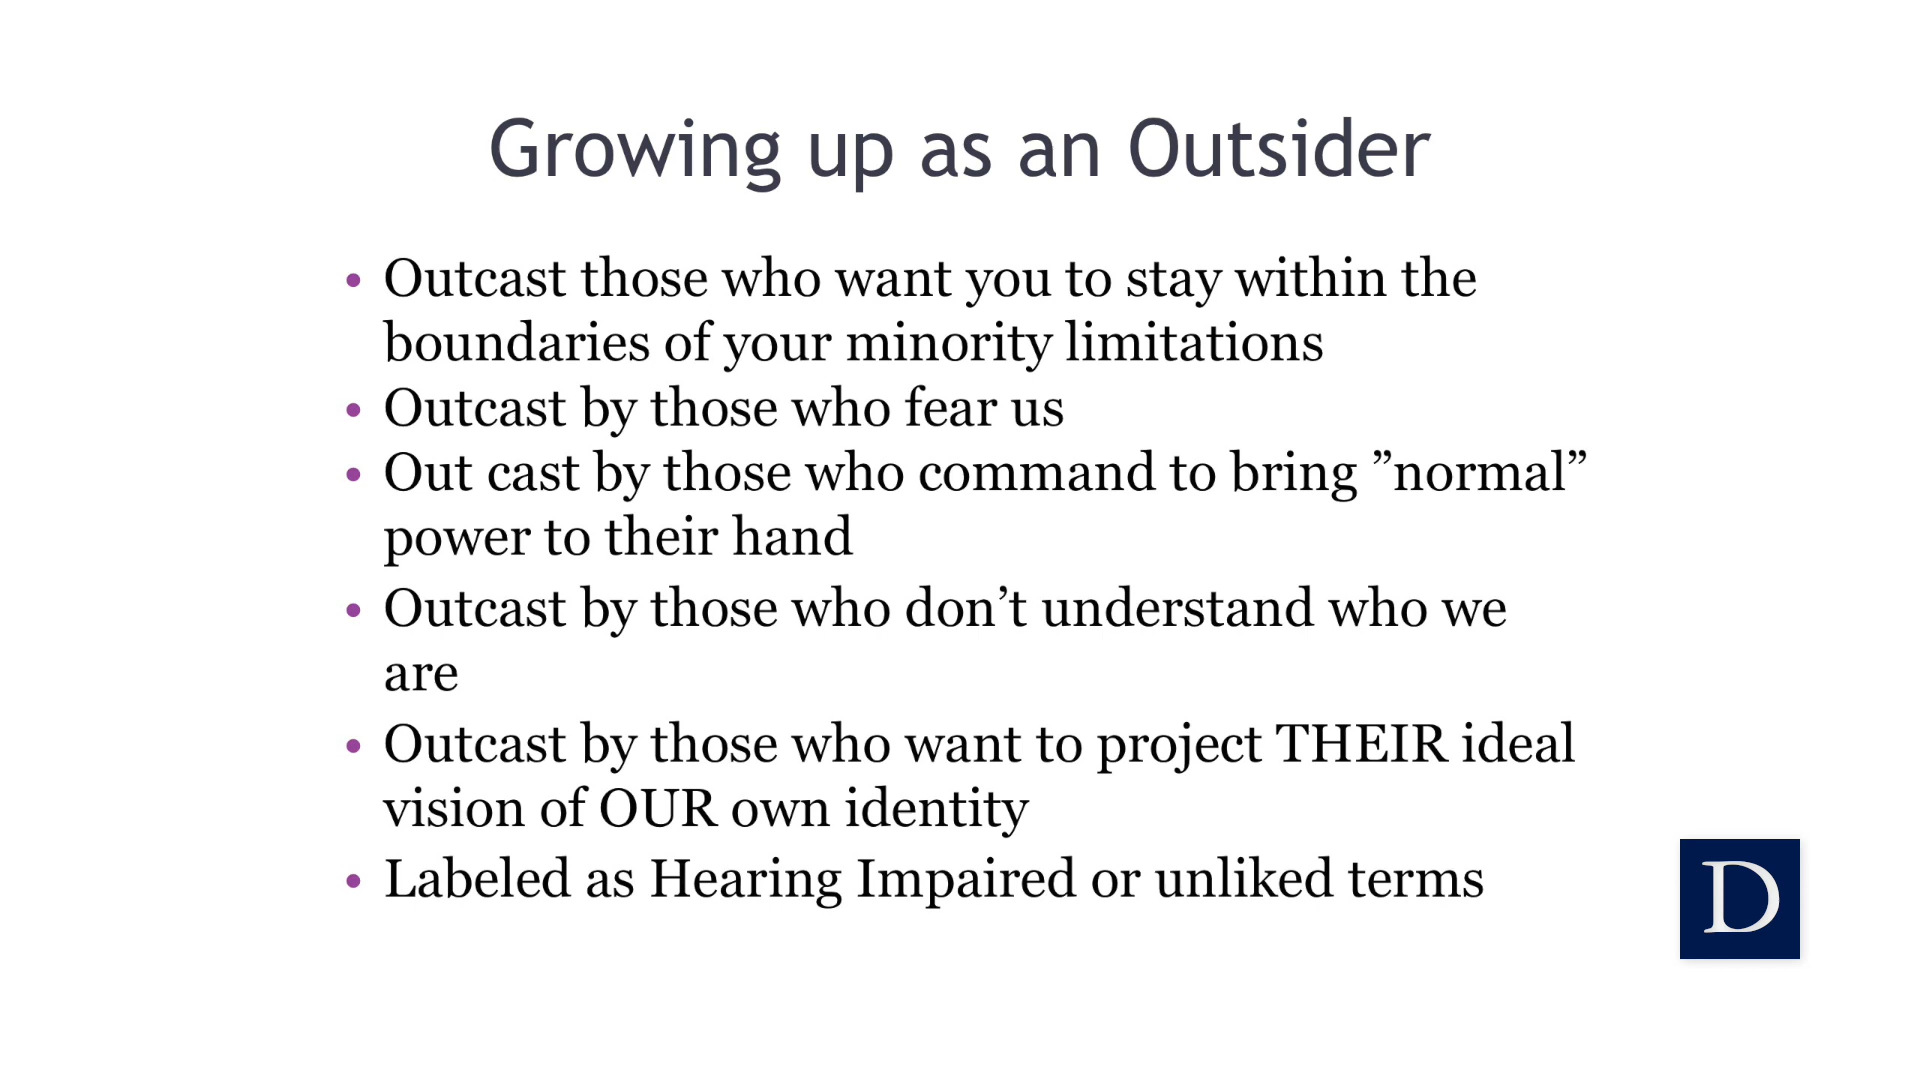 Growing up as an Outsider
• Outcast those who want you to stay within the
boundaries of your minority limitations
• Outcast by those who fear us
• Out cast by those who command to bring ”normal”
power to their hand
• Outcast by those who don’t understand who we
are
• Outcast by those who want to project THEIR ideal
vision of OUR own identity
• Labeled as Hearing Impaired or unliked terms
D